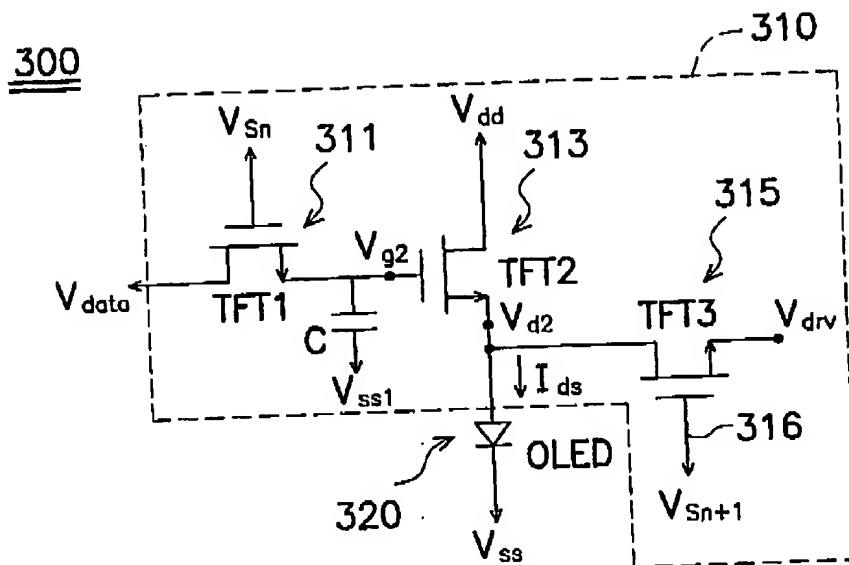 310
300
V_Sn
V_dd
311
313
315
V_g2
TFT2
V_data
TFT1
V_d2
TFT3
V_drv
C
I_ds
V_ss1
316
OLED
320
V_Sn+1
V_ss